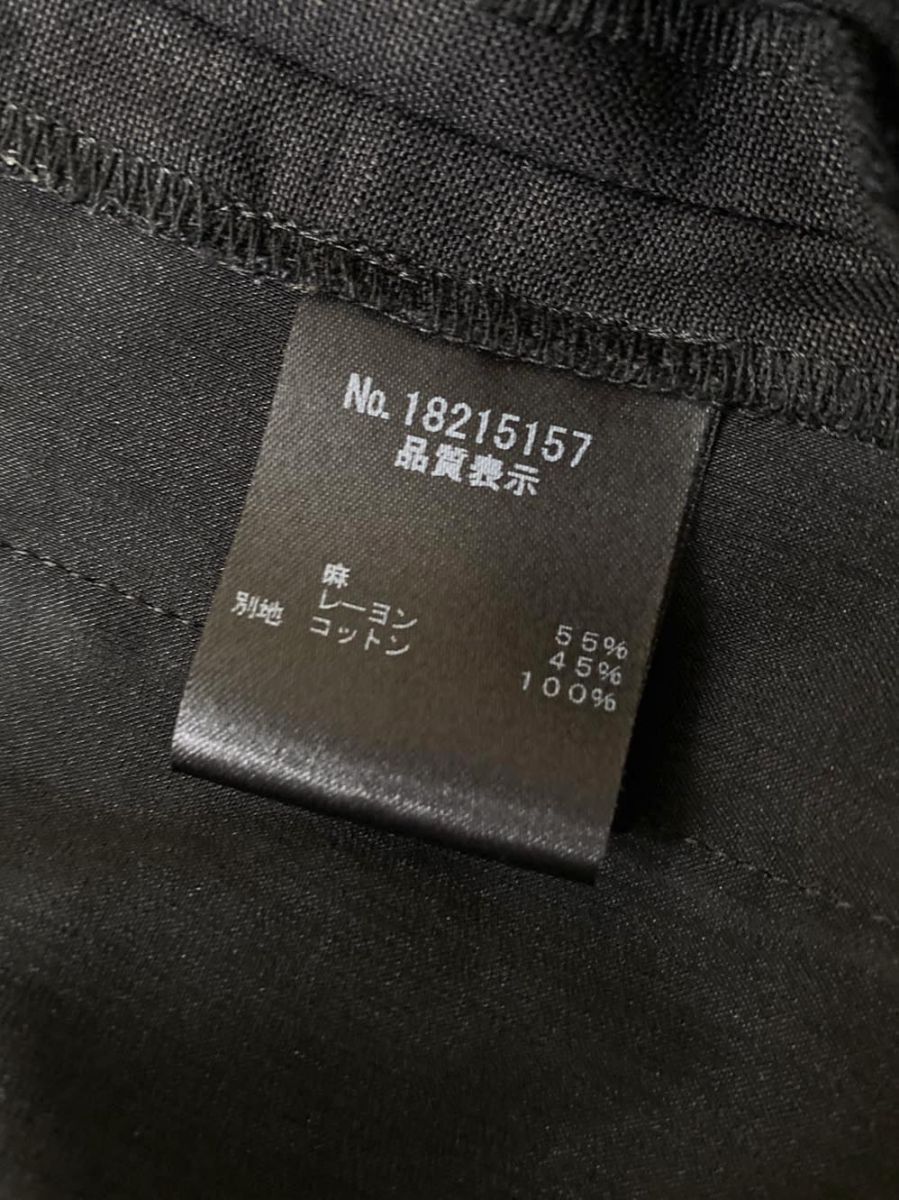 No.18215157
品質表示
麻 55%
レーヨン 45%
別地 コットン 100%